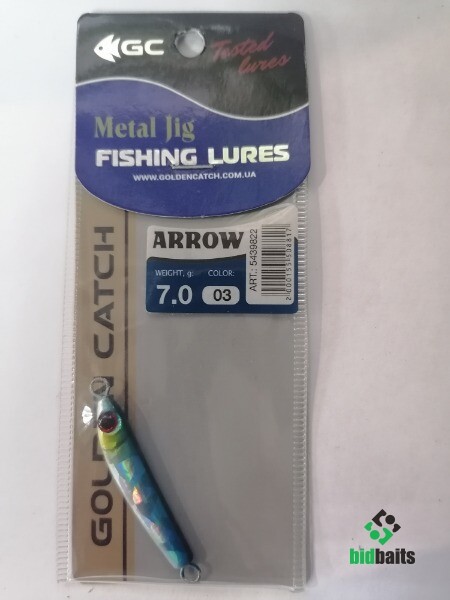 GC
Tested
lures
Metal Jig
FISHING LURES
WWW.GOLDENCATCH.COM.UA
ARROW
WEIGHT, g: COLOR:
7.0 03
ART.: 5439822
2000155508817
GOLDEN CATCH
bidbaits